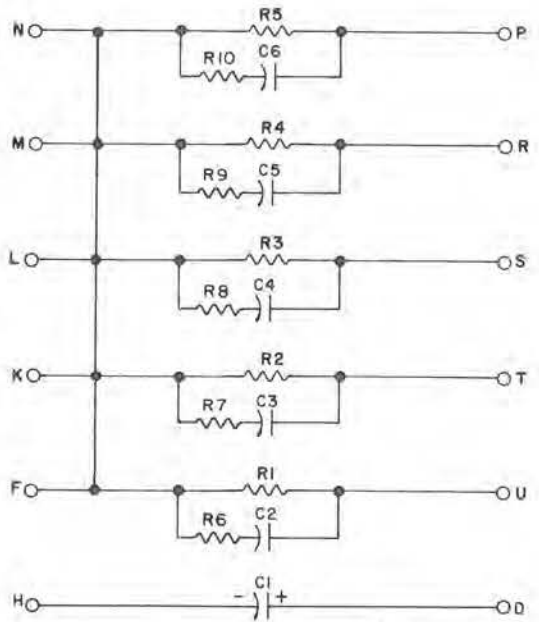 N R5 P
R10 C6
R4
M R
R9 C5
R3
L S
R8 C4
R2
K T
R7 C3
R1
F U
R6 C2
C1
H - + D